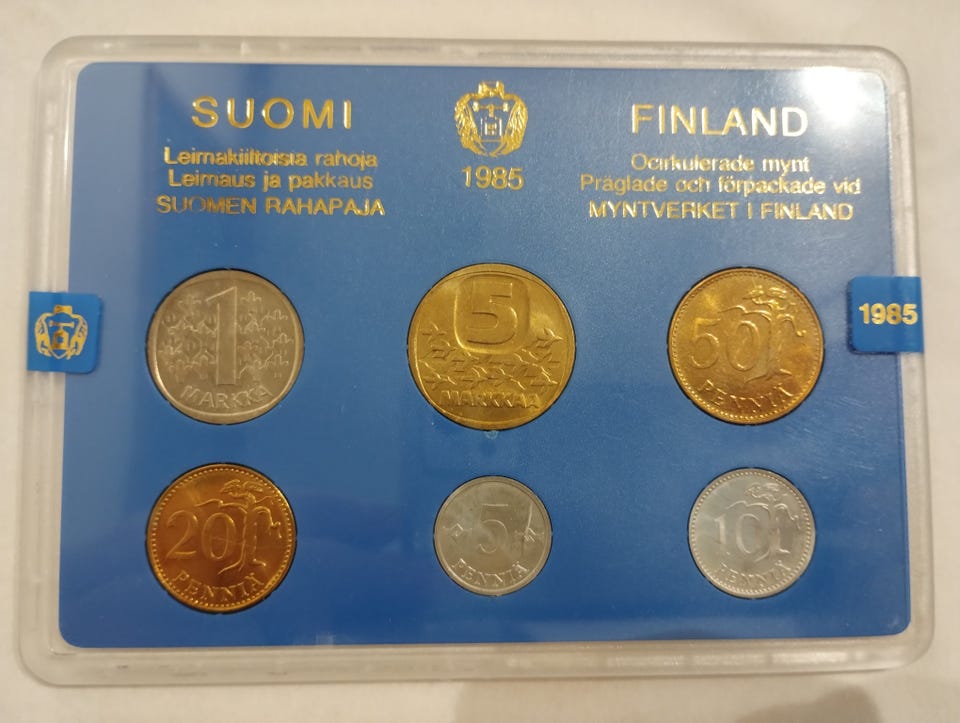 SUOMI
Leimakiiltoisia rahoja
Leimaus ja pakkaus
SUOMEN RAHAPAJA
1985
FINLAND
Ocirkulerade mynt
Präglade och förpackade vid
MYNTVERKET I FINLAND
1985
1
MARKKA
5
MARKKAA
50
PENNIÄ
20
PENNIÄ
5
PENNIÄ
10
PENNIÄ